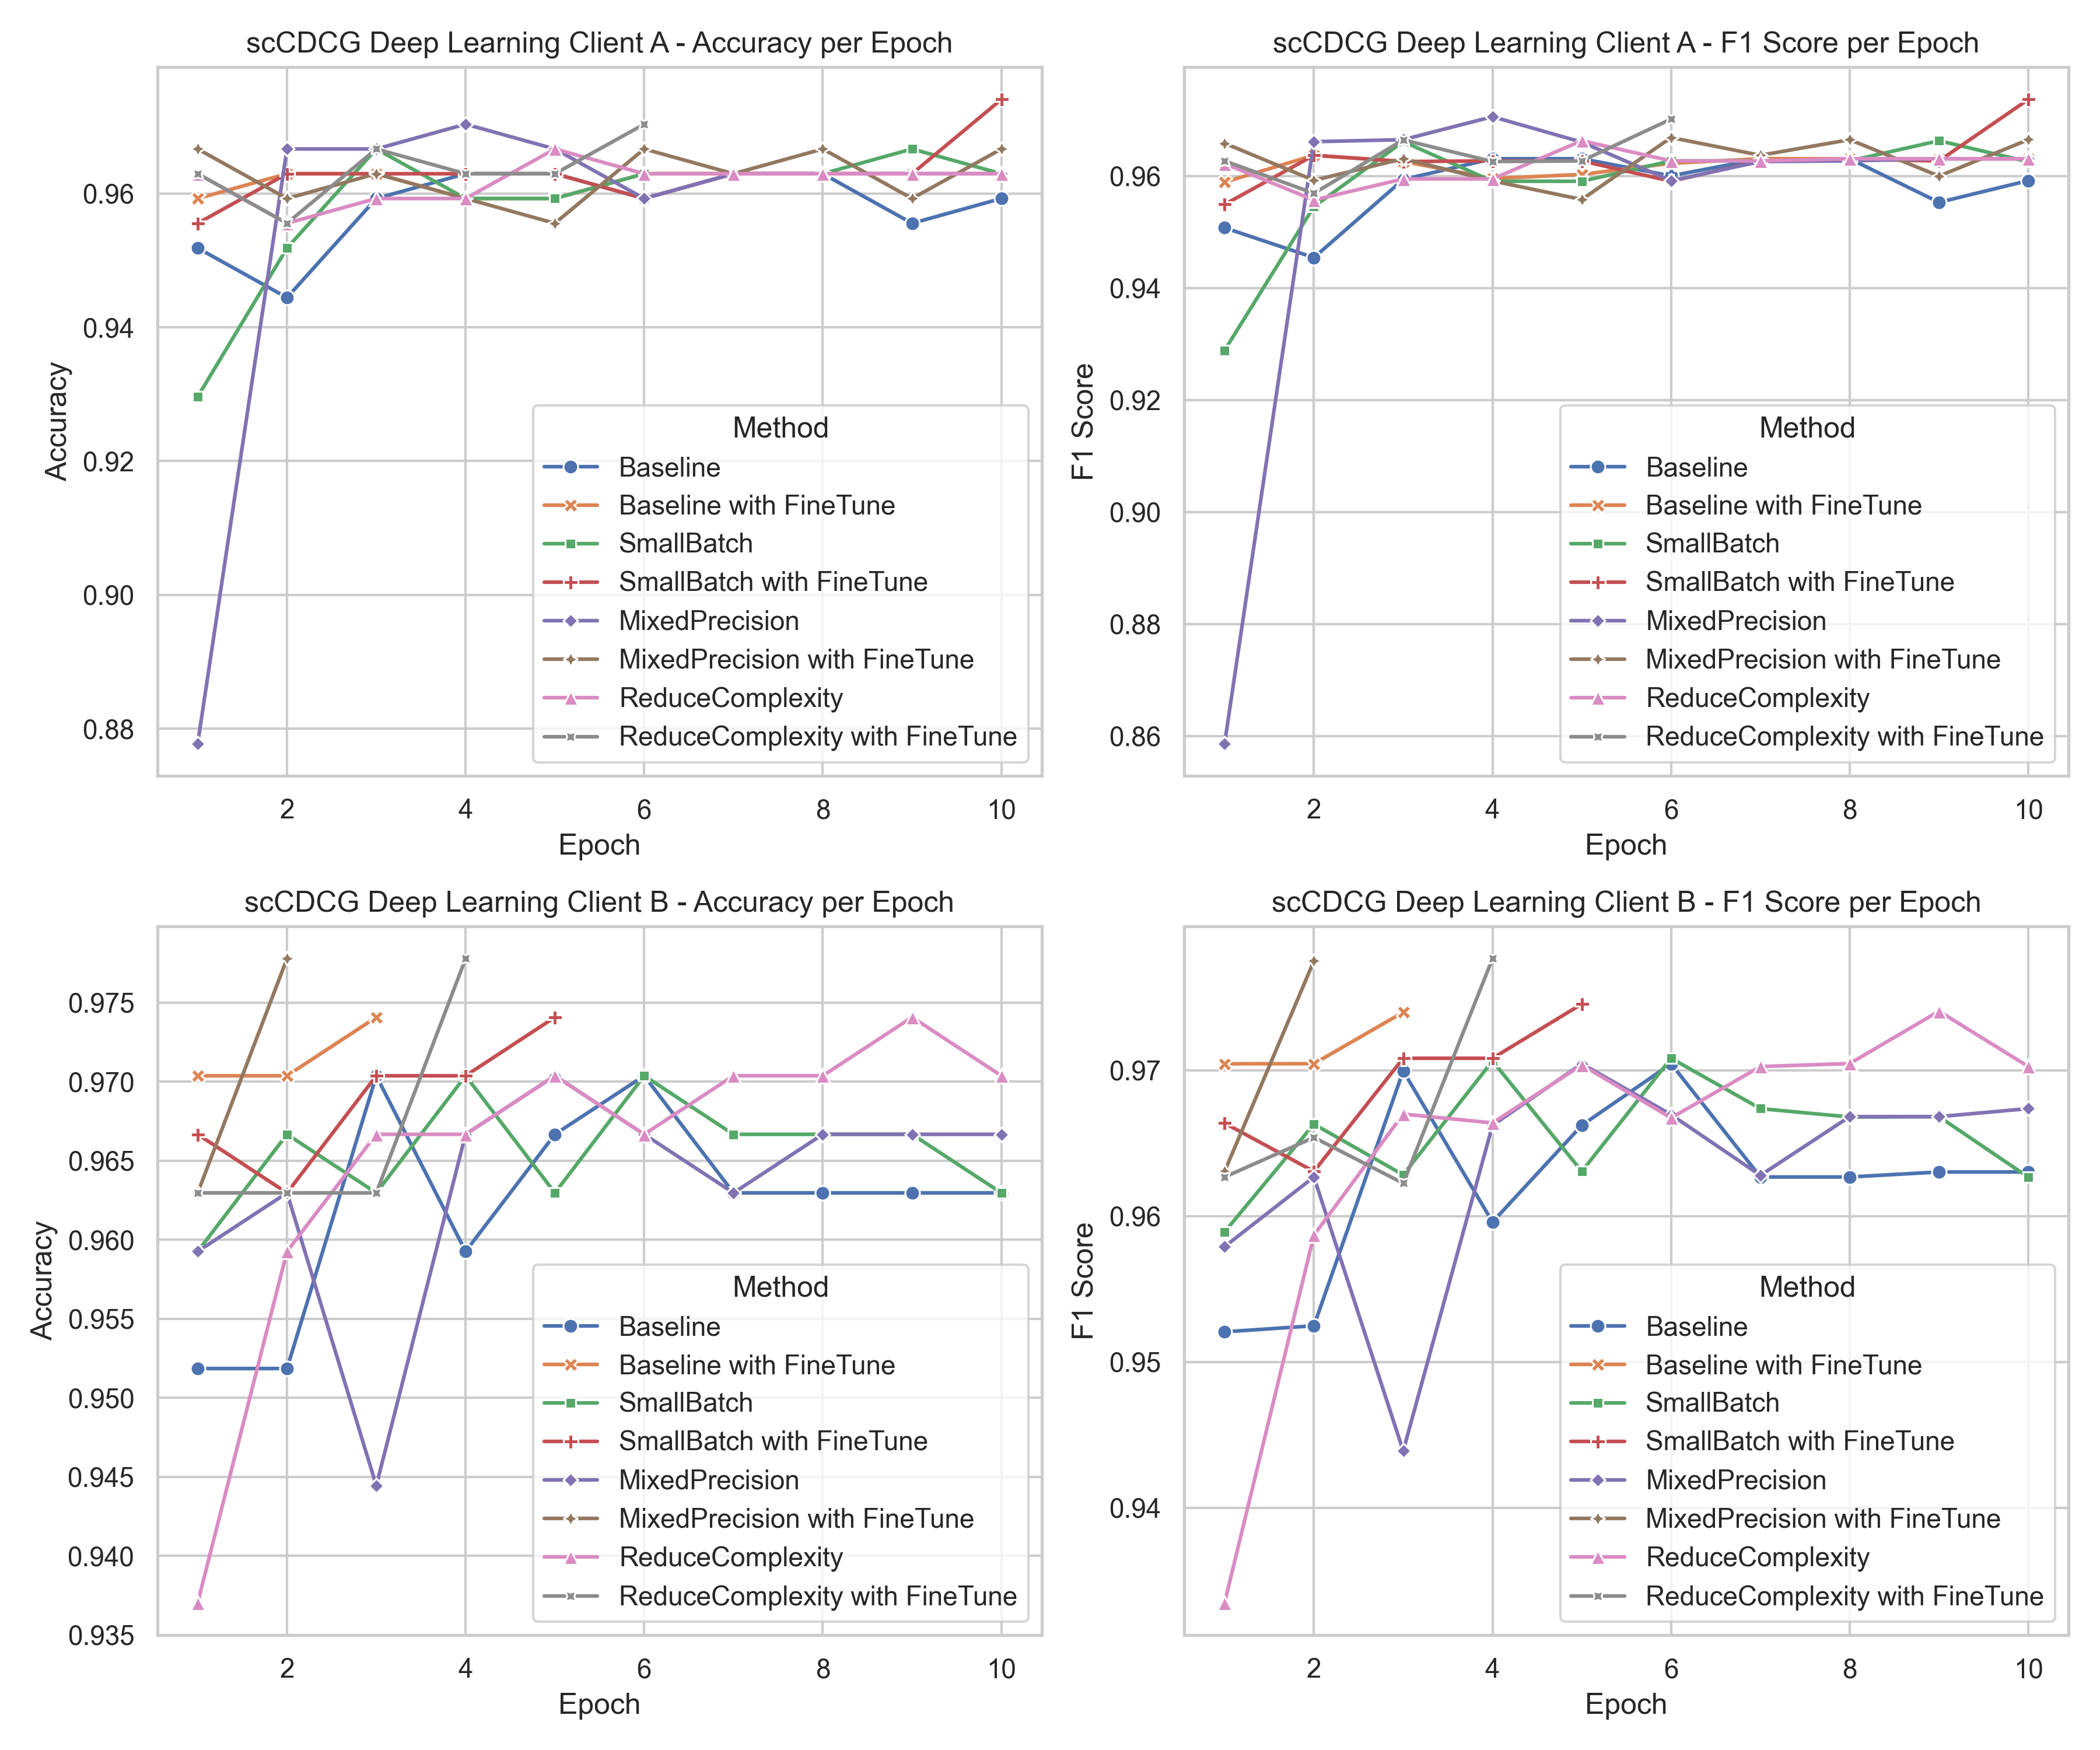 scCDCG Deep Learning Client A - Accuracy per Epoch
0.96
0.94
0.92
0.90
0.88
Accuracy
Method
Baseline
Baseline with FineTune
SmallBatch
SmallBatch with FineTune
MixedPrecision
MixedPrecision with FineTune
ReduceComplexity
ReduceComplexity with FineTune
2 4 6 8 10
Epoch
scCDCG Deep Learning Client A - F1 Score per Epoch
0.96
0.94
0.92
0.90
0.88
0.86
F1 Score
Method
Baseline
Baseline with FineTune
SmallBatch
SmallBatch with FineTune
MixedPrecision
MixedPrecision with FineTune
ReduceComplexity
ReduceComplexity with FineTune
2 4 6 8 10
Epoch
scCDCG Deep Learning Client B - Accuracy per Epoch
0.975
0.970
0.965
0.960
0.955
0.950
0.945
0.940
0.935
Accuracy
Method
Baseline
Baseline with FineTune
SmallBatch
SmallBatch with FineTune
MixedPrecision
MixedPrecision with FineTune
ReduceComplexity
ReduceComplexity with FineTune
2 4 6 8 10
Epoch
scCDCG Deep Learning Client B - F1 Score per Epoch
0.97
0.96
0.95
0.94
F1 Score
Method
Baseline
Baseline with FineTune
SmallBatch
SmallBatch with FineTune
MixedPrecision
MixedPrecision with FineTune
ReduceComplexity
ReduceComplexity with FineTune
2 4 6 8 10
Epoch